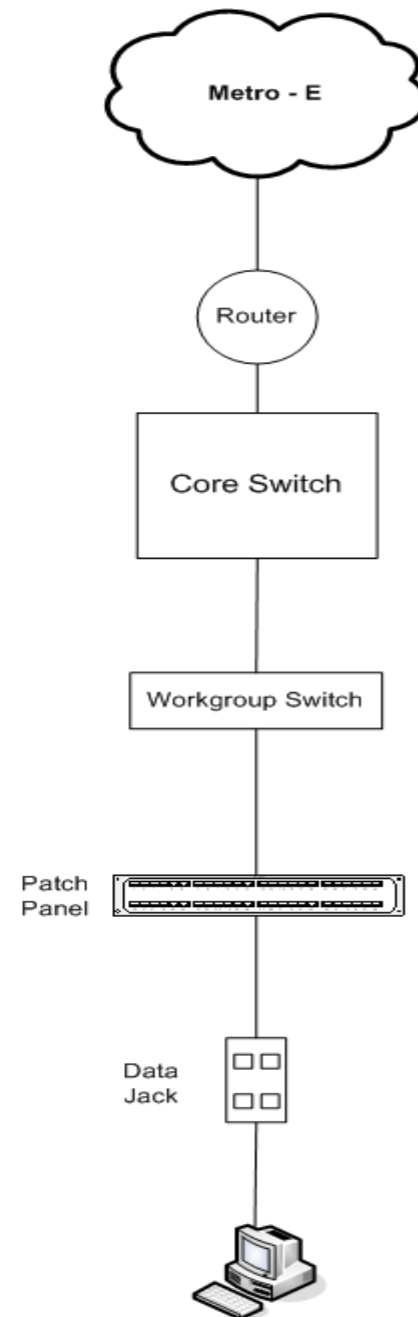 Metro - E
Router
Core Switch
Workgroup Switch
Patch
Panel
Data
Jack